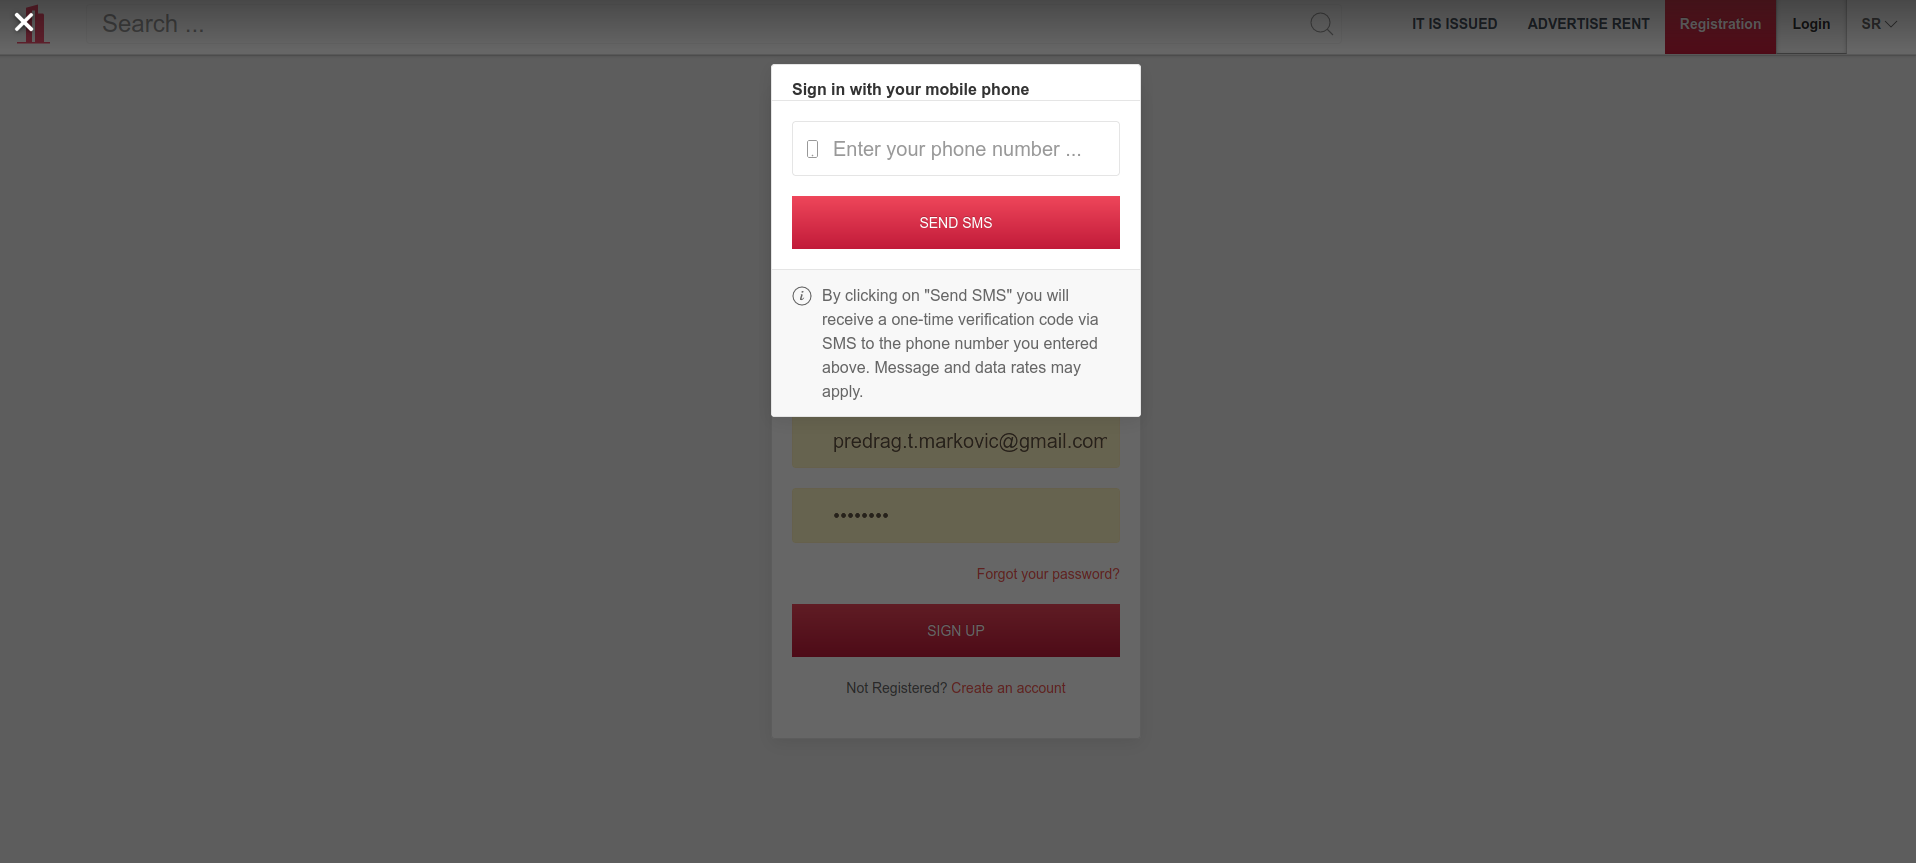 Search ...
IT IS ISSUED
ADVERTISE RENT
Registration
Login
SR
Sign in with your mobile phone
Enter your phone number ...
SEND SMS
By clicking on "Send SMS" you will
receive a one-time verification code via
SMS to the phone number you entered
above. Message and data rates may
apply.
predrag.t.markovic@gmail.com
••••••••
Forgot your password?
SIGN UP
Not Registered? Create an account